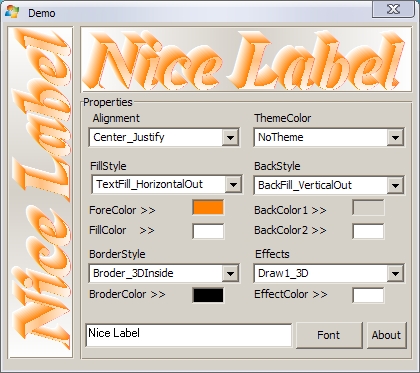 Demo
Nice Label
Nice Label
Properties
Alignment ThemeColor
Center_Justify NoTheme
FillStyle BackStyle
TextFill_HorizontalOut BackFill_VerticalOut
ForeColor >> BackColor1 >>
FillColor >> BackColor2 >>
BorderStyle Effects
Broder_3DInside Draw1_3D
BroderColor >> EffectColor >>
Nice Label Font About